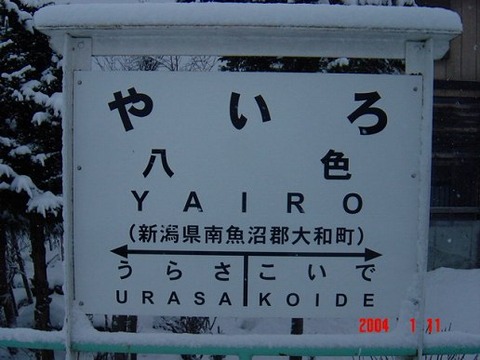 やいろ
八色
YAIRO
(新潟県南魚沼郡大和町)
うらさ こいで
URASA KOIDE
2004 1 11